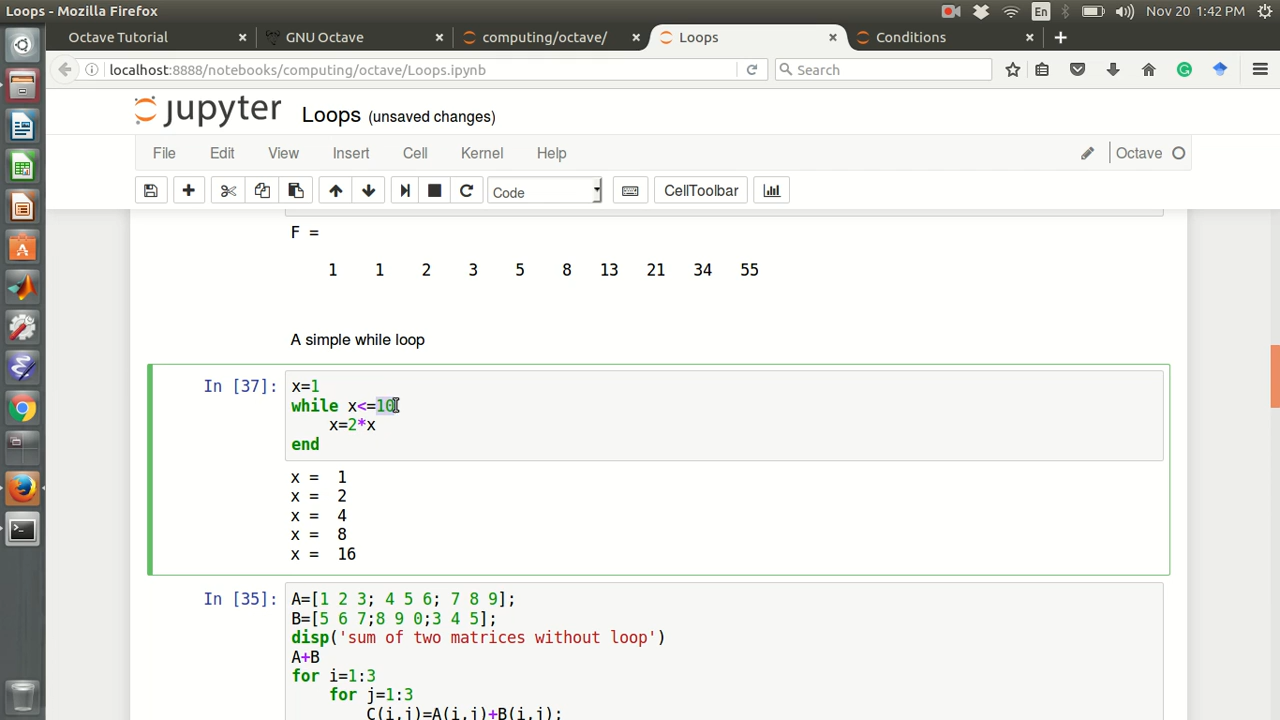 Loops - Mozilla Firefox
En
Nov 20 1:42 PM
Octave Tutorial
GNU Octave
computing/octave/
Loops
Conditions
localhost:8888/notebooks/computing/octave/Loops.ipynb
Search
jupyter Loops (unsaved changes)
File Edit View Insert Cell Kernel Help
Octave
Code
CellToolbar
F =
1 1 2 3 5 8 13 21 34 55
A simple while loop
In [37]:
x=1
while x<=10
x=2*x
end
x = 1
x = 2
x = 4
x = 8
x = 16
In [35]:
A=[1 2 3; 4 5 6; 7 8 9];
B=[5 6 7;8 9 0;3 4 5];
disp('sum of two matrices without loop')
A+B
for i=1:3
for j=1:3
C(i,j)=A(i,j)+B(i,j);